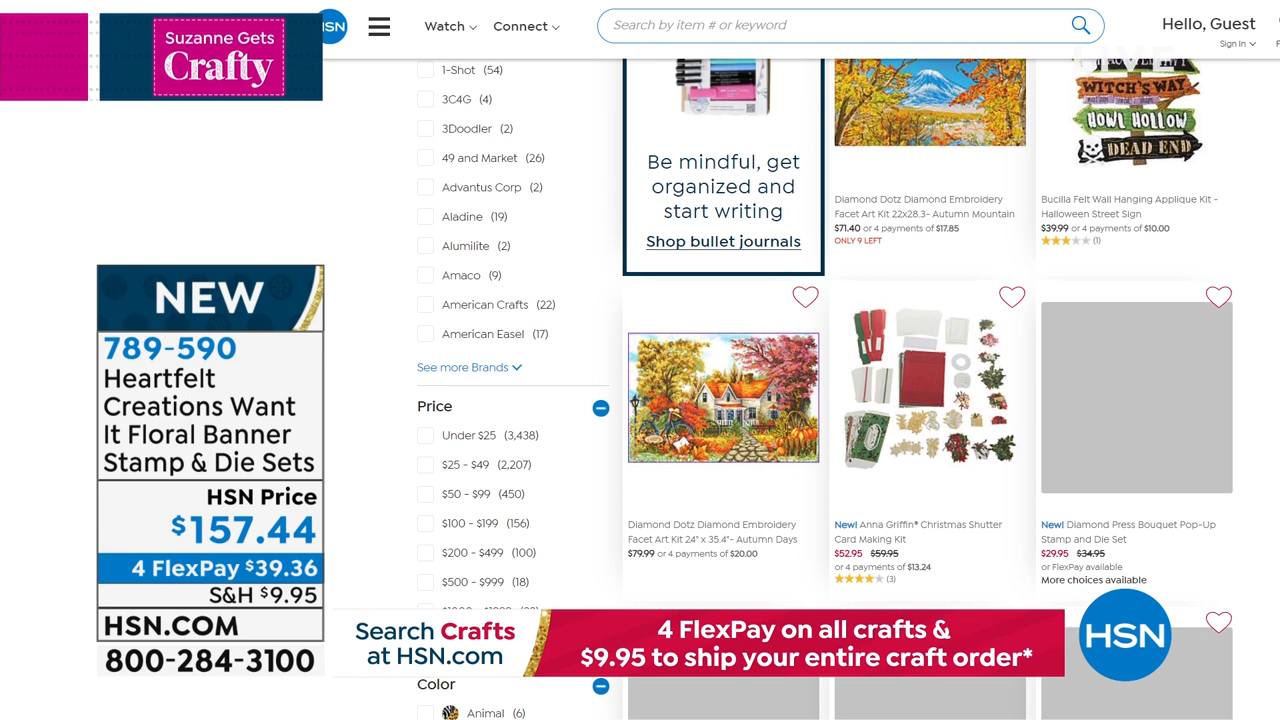 Suzanne Gets
Crafty
HSN
Watch
Connect
Search by item # or keyword
Hello, Guest
Sign In
1-Shot (54)
3C4G (4)
3Doodler (2)
49 and Market (26)
Advantus Corp (2)
Aladine (19)
Alumilite (2)
Amaco (9)
American Crafts (22)
American Easel (17)
See more Brands
Price
Under $25 (3,438)
$25 - $49 (2,207)
$50 - $99 (450)
$100 - $199 (156)
$200 - $499 (100)
$500 - $999 (18)
Color
Animal (6)
Be mindful, get
organized and
start writing
Shop bullet journals
Diamond Dotz Diamond Embroidery
Facet Art Kit 22x28.3- Autumn Mountain
$71.40 or 4 payments of $17.85
ONLY 9 LEFT
LIVE
WITCH'S WAY
HOWL HOLLOW
DEAD END
Bucilla Felt Wall Hanging Applique Kit -
Halloween Street Sign
$39.99 or 4 payments of $10.00
(1)
Diamond Dotz Diamond Embroidery
Facet Art Kit 24" x 35.4"- Autumn Days
$79.99 or 4 payments of $20.00
New! Anna Griffin® Christmas Shutter
Card Making Kit
$52.95 $59.95
or 4 payments of $13.24
(3)
New! Diamond Press Bouquet Pop-Up
Stamp and Die Set
$29.95 $34.95
or FlexPay available
More choices available
NEW
789-590
Heartfelt
Creations Want
It Floral Banner
Stamp & Die Sets
HSN Price
$157.44
4 FlexPay $39.36
S&H $9.95
HSN.COM
800-284-3100
Search Crafts
at HSN.com
4 FlexPay on all crafts &
$9.95 to ship your entire craft order*
HSN